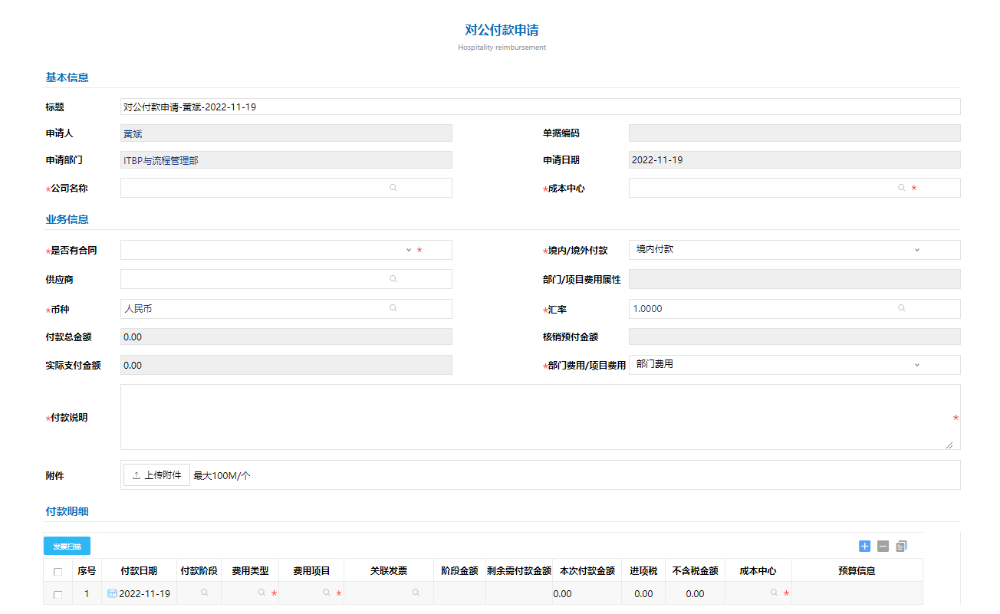 对公付款申请
Hospitality reimbursement
基本信息
标题 对公付款申请-黄斌-2022-11-19
申请人 黄斌 单据编码
申请部门 ITBP与流程管理部 申请日期 2022-11-19
*公司名称 *成本中心 *
业务信息
*是否有合同 * *境内/境外付款 境内付款
供应商 部门/项目费用属性
*币种 人民币 *汇率 1.0000
付款总金额 0.00 核销预付金额
实际支付金额 0.00 *部门费用/项目费用 部门费用
*付款说明 *
附件 上传附件 最大100M/个
付款明细
发票扫描
序号 付款日期 付款阶段 费用类型 费用项目 关联发票 阶段金额 剩余需付款金额 本次付款金额 进项税 不含税金额 成本中心 预算信息
1 2022-11-19 * * 0.00 0.00 0.00 *